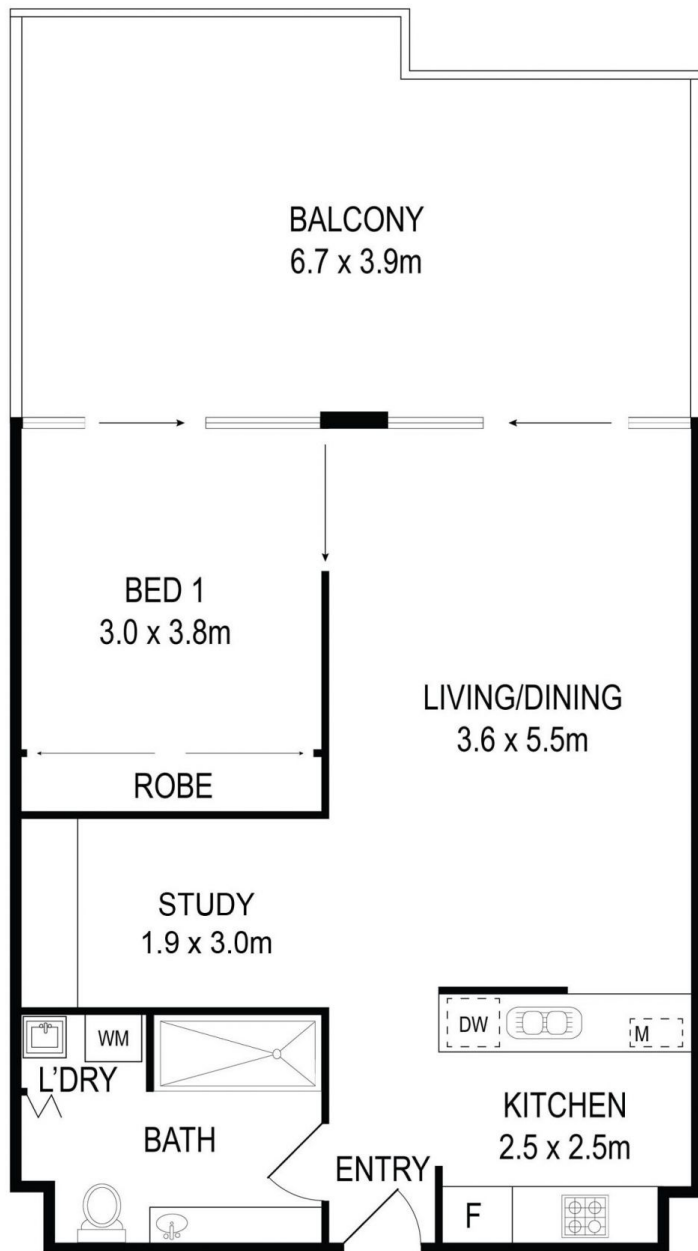 BALCONY
6.7 x 3.9m
BED 1
3.0 x 3.8m
LIVING/DINING
3.6 x 5.5m
ROBE
STUDY
1.9 x 3.0m
WM
DW
M
L'DRY
KITCHEN
2.5 x 2.5m
BATH
ENTRY
F